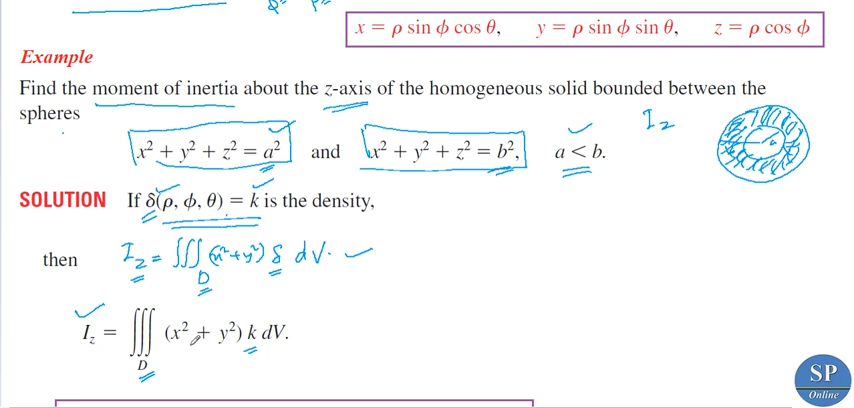 x = ρ sin ϕ cos θ, y = ρ sin ϕ sin θ, z = ρ cos ϕ
Example
Find the moment of inertia about the z-axis of the homogeneous solid bounded between the
spheres
I_z
x² + y² + z² = a² and x² + y² + z² = b², a < b.
SOLUTION If δ(ρ, ϕ, θ) = k is the density,
then I_z = ∭_D (x²+y²) δ dV.
I_z = ∭_D (x² + y²) k dV.
SP
Online